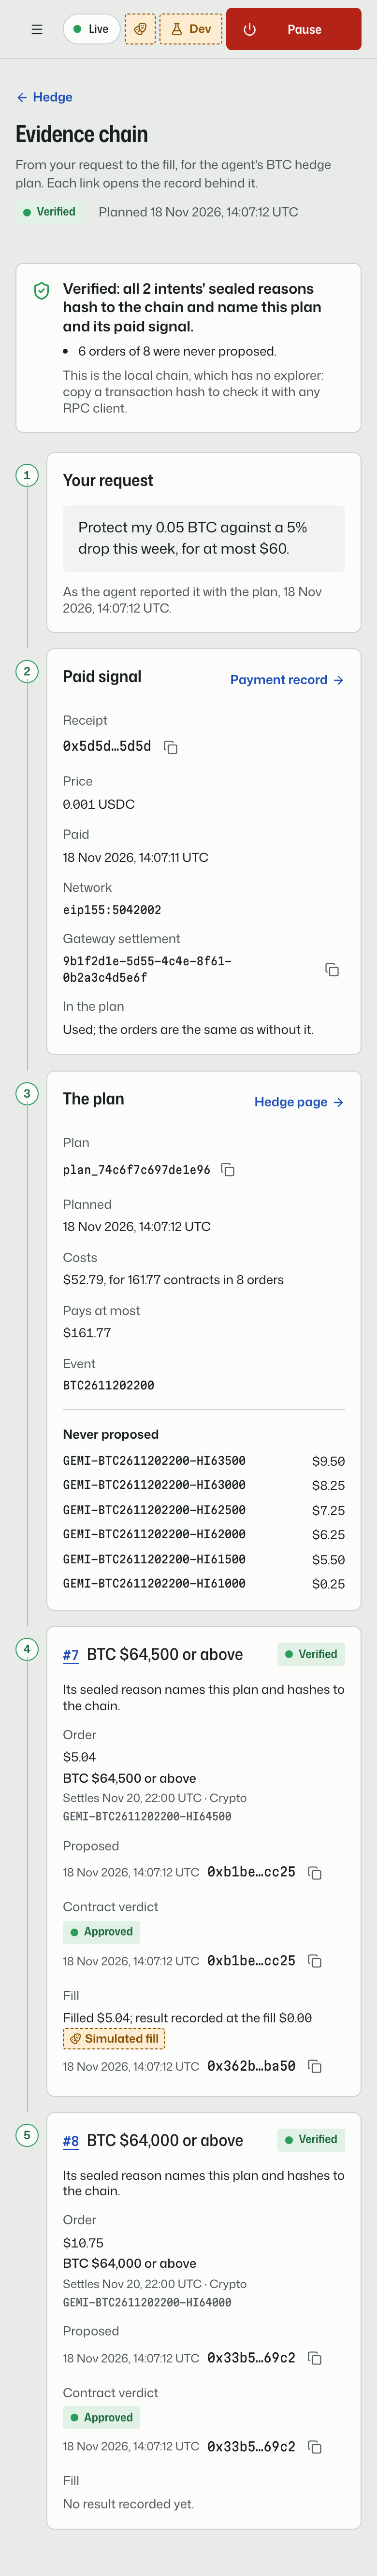 Live
Dev
Pause
Hedge
Evidence chain
From your request to the fill, for the agent's BTC hedge
plan. Each link opens the record behind it.
Verified Planned 18 Nov 2026, 14:07:12 UTC
Verified: all 2 intents' sealed reasons
hash to the chain and name this plan
and its paid signal.
• 6 orders of 8 were never proposed.
This is the local chain, which has no explorer:
copy a transaction hash to check it with any
RPC client.
1
Your request
Protect my 0.05 BTC against a 5%
drop this week, for at most $60.
As the agent reported it with the plan, 18 Nov
2026, 14:07:12 UTC.
2
Paid signal
Payment record
Receipt
0x5d5d…5d5d
Price
0.001 USDC
Paid
18 Nov 2026, 14:07:11 UTC
Network
eip155:5042002
Gateway settlement
9b1f2d1e-5d55-4c4e-8f61-
0b2a3c4d5e6f
In the plan
Used; the orders are the same as without it.
3
The plan
Hedge page
Plan
plan_74c6f7c697de1e96
Planned
18 Nov 2026, 14:07:12 UTC
Costs
$52.79, for 161.77 contracts in 8 orders
Pays at most
$161.77
Event
BTC2611202200
Never proposed
GEMI-BTC2611202200-HI63500 $9.50
GEMI-BTC2611202200-HI63000 $8.25
GEMI-BTC2611202200-HI62500 $7.25
GEMI-BTC2611202200-HI62000 $6.25
GEMI-BTC2611202200-HI61500 $5.50
GEMI-BTC2611202200-HI61000 $0.25
4
#7 BTC $64,500 or above
Verified
Its sealed reason names this plan and hashes to
the chain.
Order
$5.04
BTC $64,500 or above
Settles Nov 20, 22:00 UTC · Crypto
GEMI-BTC2611202200-HI64500
Proposed
18 Nov 2026, 14:07:12 UTC 0xb1be…cc25
Contract verdict
Approved
18 Nov 2026, 14:07:12 UTC 0xb1be…cc25
Fill
Filled $5.04; result recorded at the fill $0.00
Simulated fill
18 Nov 2026, 14:07:12 UTC 0x362b…ba50
5
#8 BTC $64,000 or above
Verified
Its sealed reason names this plan and hashes to
the chain.
Order
$10.75
BTC $64,000 or above
Settles Nov 20, 22:00 UTC · Crypto
GEMI-BTC2611202200-HI64000
Proposed
18 Nov 2026, 14:07:12 UTC 0x33b5…69c2
Contract verdict
Approved
18 Nov 2026, 14:07:12 UTC 0x33b5…69c2
Fill
No result recorded yet.